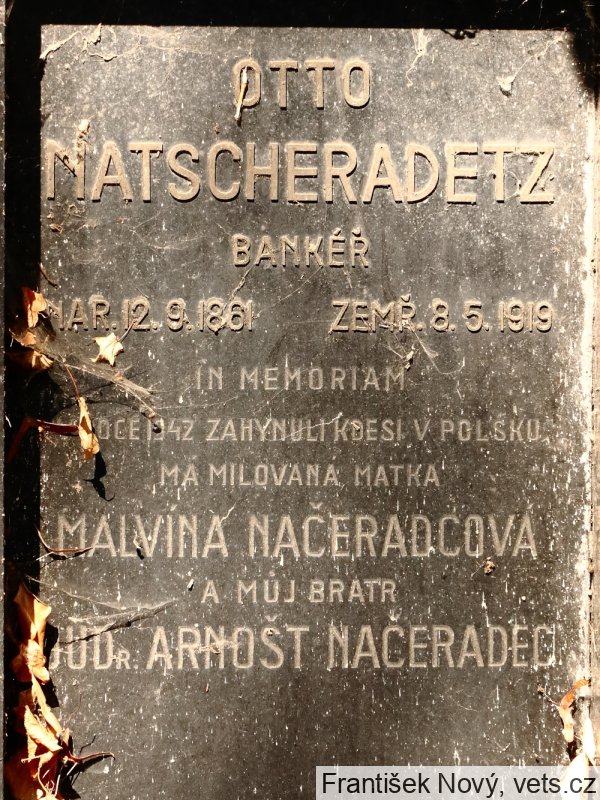 OTTO
MATSCHERADETZ
BANKÉŘ
NAR. 12. 9. 1861 ZEMŘ. 8. 5. 1919
IN MEMORIAM
ROCE 1942 ZAHYNULI KDESI V POLSKU
MÁ MILOVANÁ MATKA
MALVÍNA NAČERADCOVÁ
A MŮJ BRATR
JUDr. ARNOŠT NAČERADEC
František Nový, vets.cz